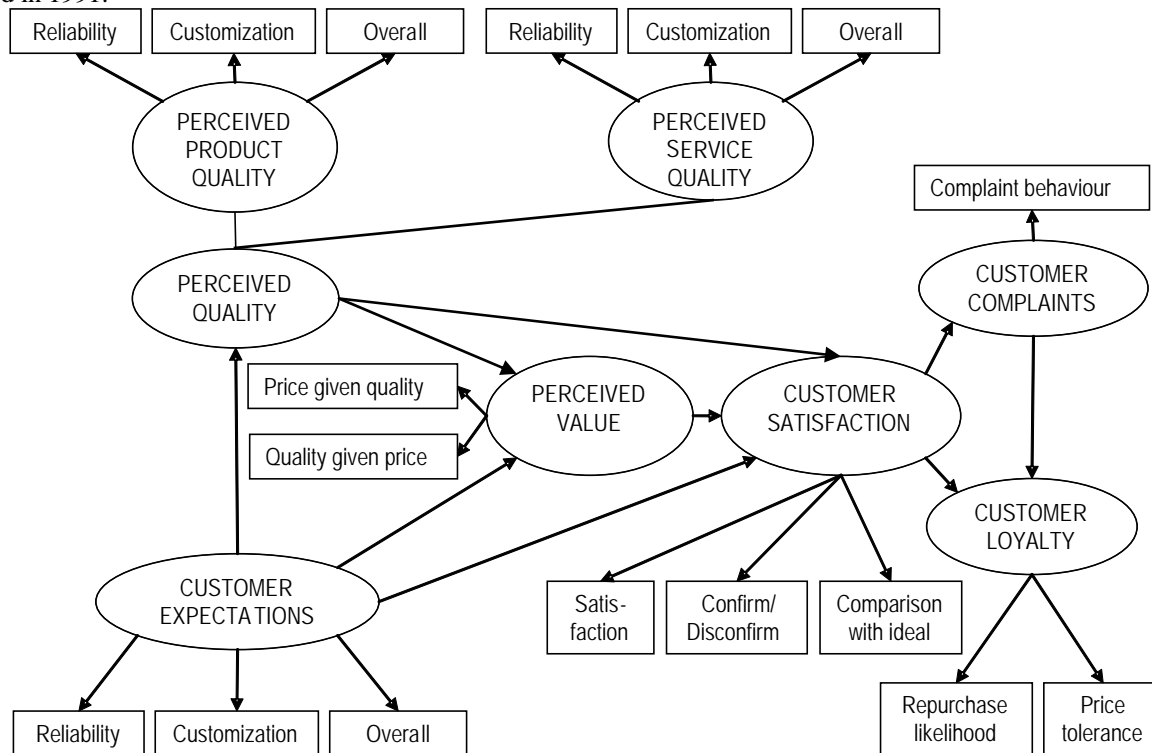 d in 1991.
Reliability
Customization
Overall
Reliability
Customization
Overall
PERCEIVED
PRODUCT
QUALITY
PERCEIVED
SERVICE
QUALITY
Complaint behaviour
PERCEIVED
QUALITY
CUSTOMER
COMPLAINTS
Price given quality
Quality given price
PERCEIVED
VALUE
CUSTOMER
SATISFACTION
CUSTOMER
LOYALTY
CUSTOMER
EXPECTATIONS
Satis-
faction
Confirm/
Disconfirm
Comparison
with ideal
Reliability
Customization
Overall
Repurchase
likelihood
Price
tolerance